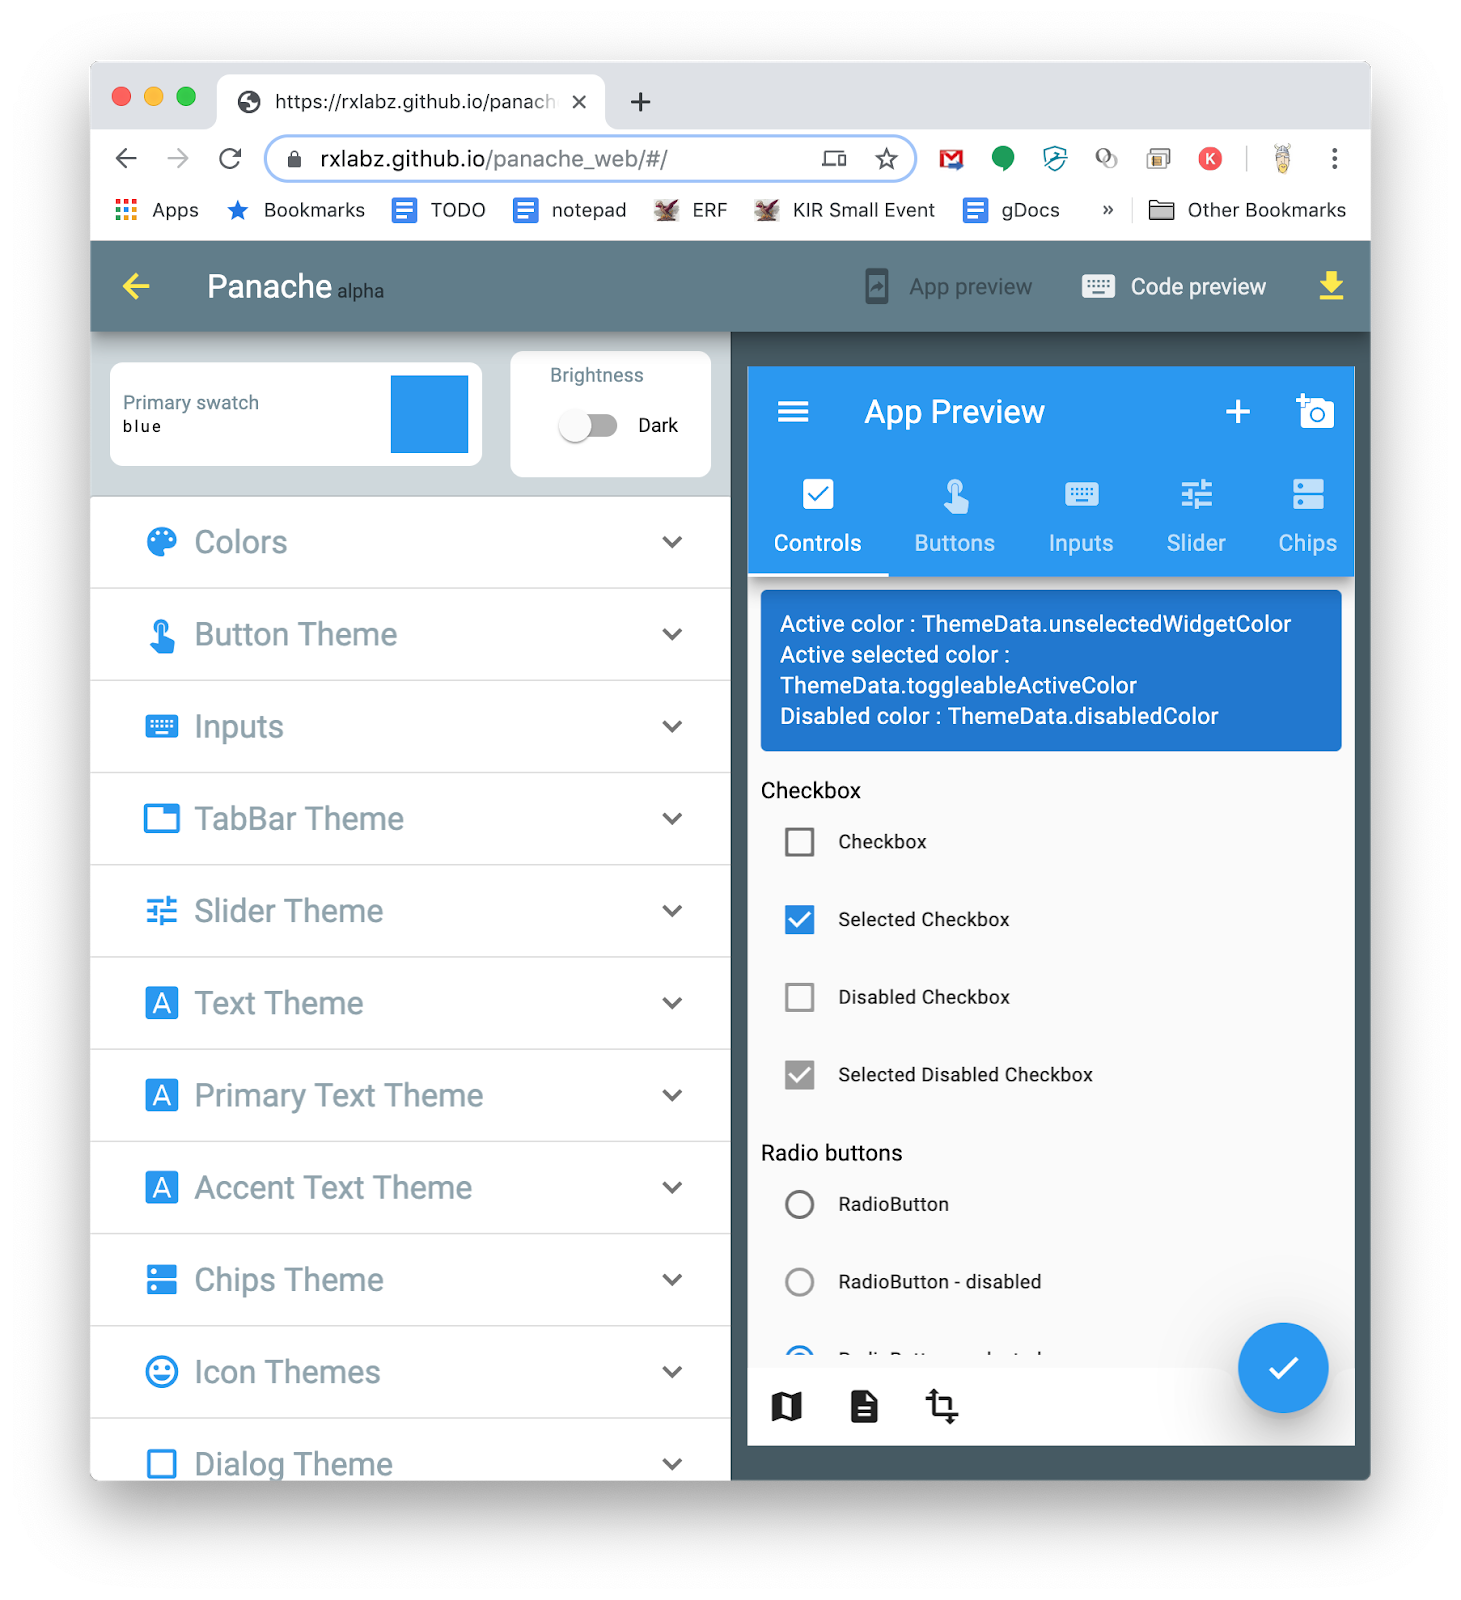 https://rxlabz.github.io/panach
rxlabz.github.io/panache_web/#/
K
Apps
Bookmarks
TODO
notepad
ERF
KIR Small Event
gDocs
»
Other Bookmarks
Panache alpha
App preview
Code preview
Primary swatch
blue
Brightness
Dark
Colors
Button Theme
Inputs
TabBar Theme
Slider Theme
A Text Theme
A Primary Text Theme
A Accent Text Theme
Chips Theme
Icon Themes
Dialog Theme
App Preview
Controls
Buttons
Inputs
Slider
Chips
Active color : ThemeData.unselectedWidgetColor
Active selected color :
ThemeData.toggleableActiveColor
Disabled color : ThemeData.disabledColor
Checkbox
Checkbox
Selected Checkbox
Disabled Checkbox
Selected Disabled Checkbox
Radio buttons
RadioButton
RadioButton - disabled